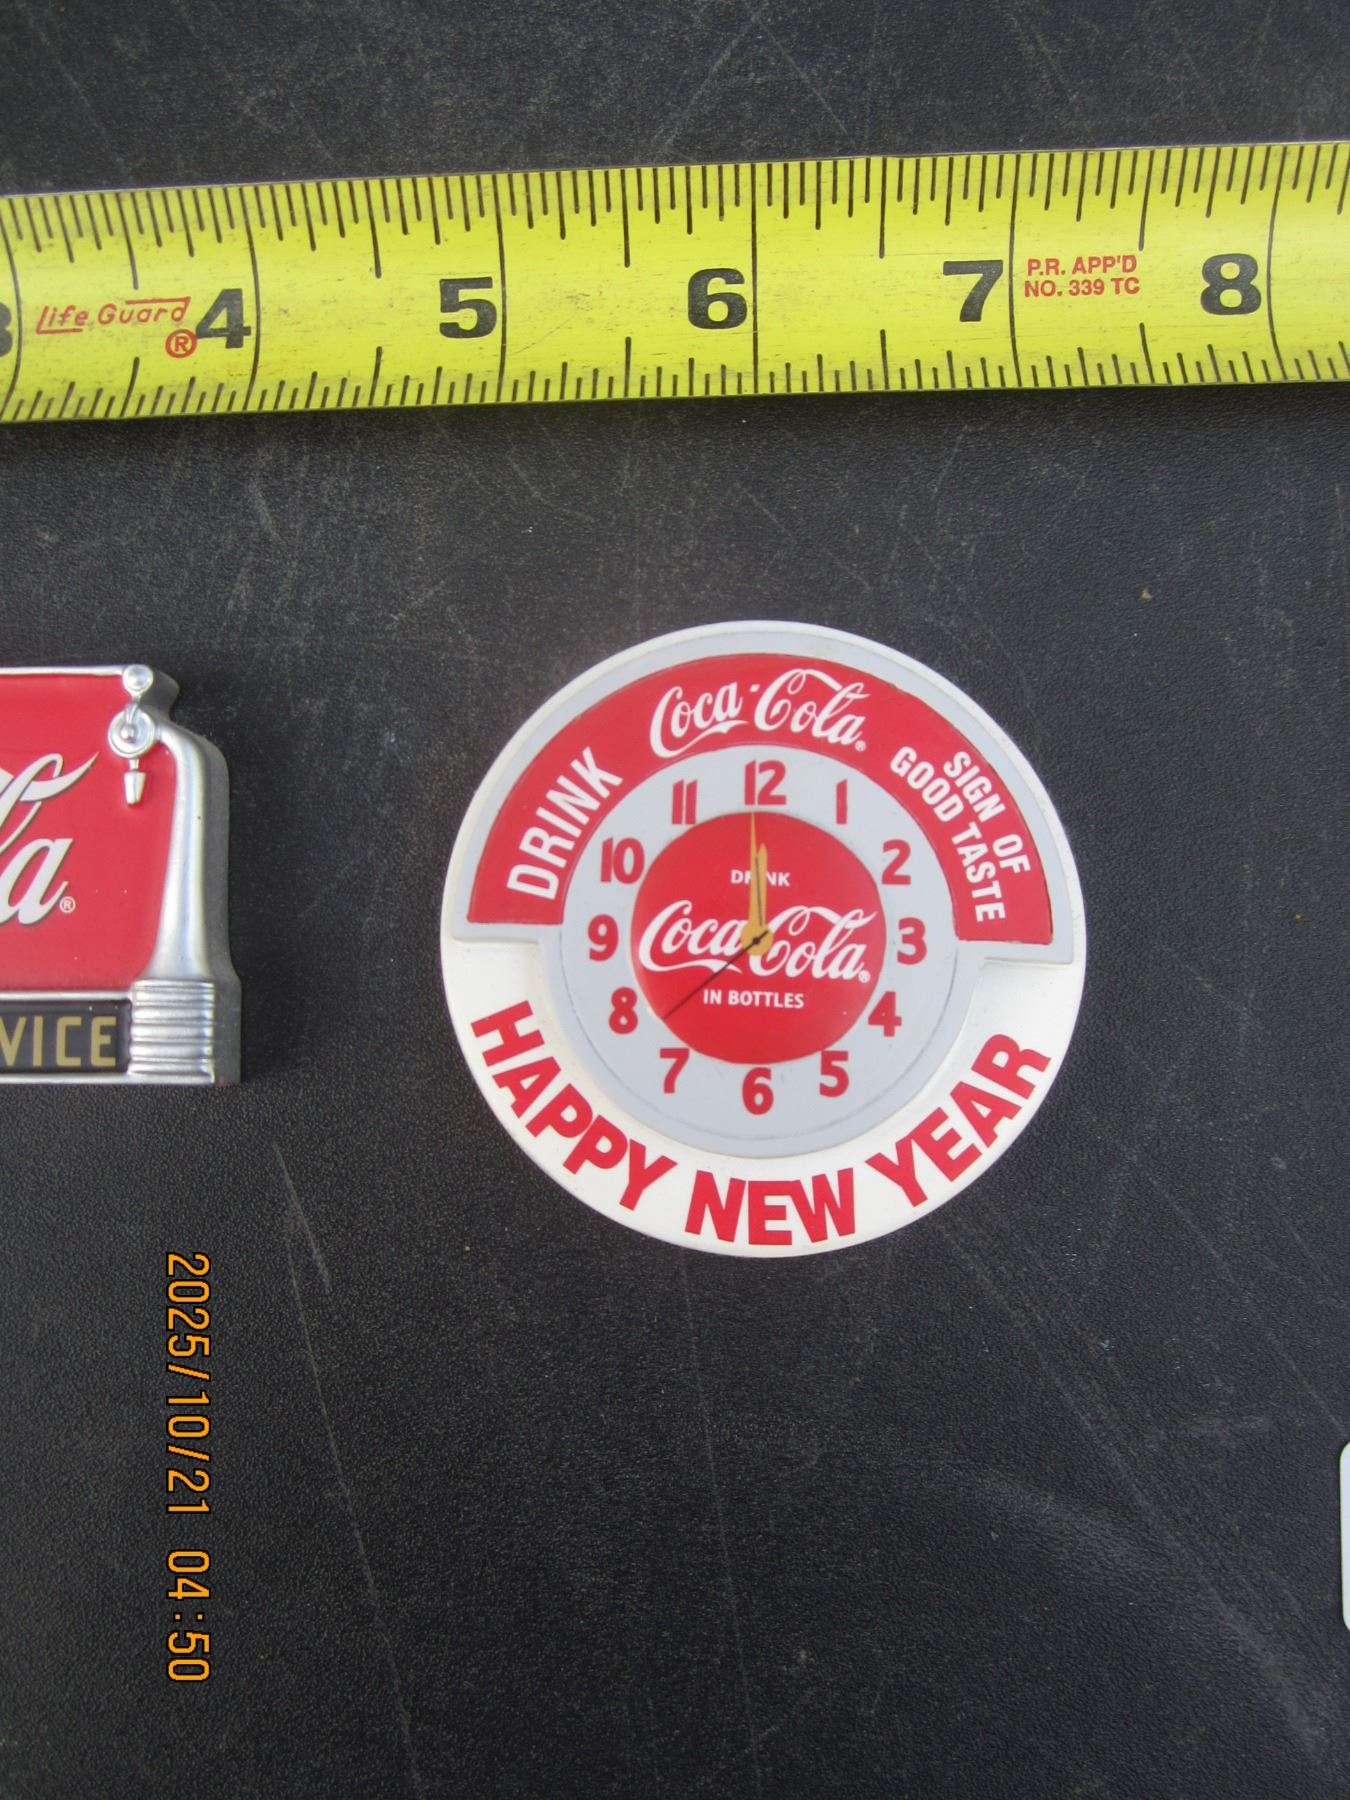 3 4 5 6 7 8
Life Guard®
P.R. APP'D
NO. 339 TC
DRINK Coca-Cola® SIGN OF
GOOD TASTE
12
11 1
10 2
9 3
8 4
7 5
6
DRINK
Coca-Cola®
IN BOTTLES
HAPPY NEW YEAR
la®
VICE
2025/10/21 04:50